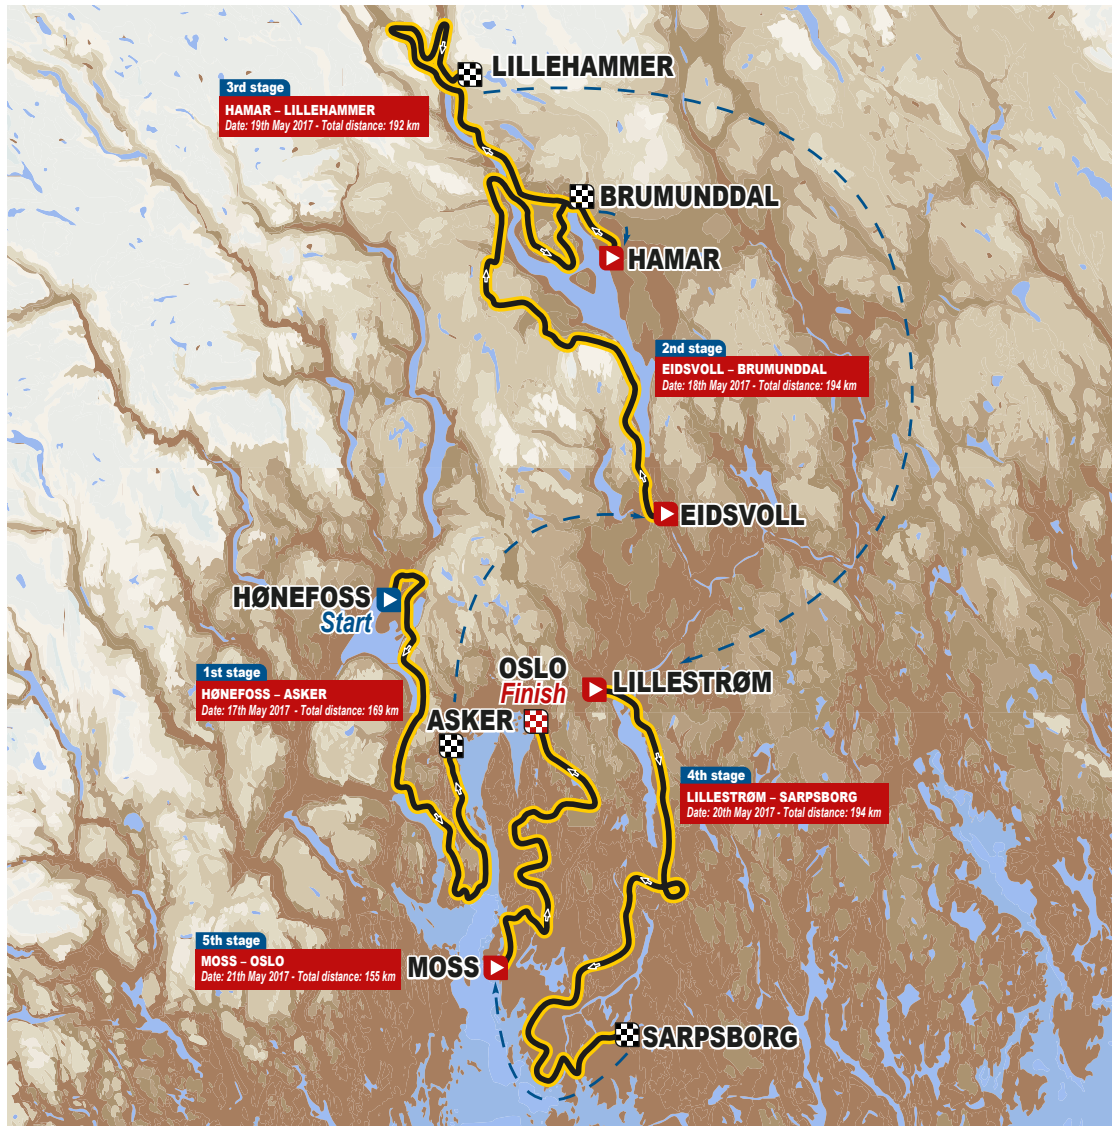 LILLEHAMMER
3rd stage
HAMAR – LILLEHAMMER
Date: 19th May 2017 - Total distance: 192 km
BRUMUNDDAL
HAMAR
2nd stage
EIDSVOLL – BRUMUNDDAL
Date: 18th May 2017 - Total distance: 194 km
EIDSVOLL
HØNEFOSS
Start
OSLO
Finish
LILLESTRØM
1st stage
HØNEFOSS – ASKER
Date: 17th May 2017 - Total distance: 169 km
ASKER
4th stage
LILLESTRØM – SARPSBORG
Date: 20th May 2017 - Total distance: 194 km
5th stage
MOSS – OSLO
Date: 21th May 2017 - Total distance: 155 km
MOSS
SARPSBORG